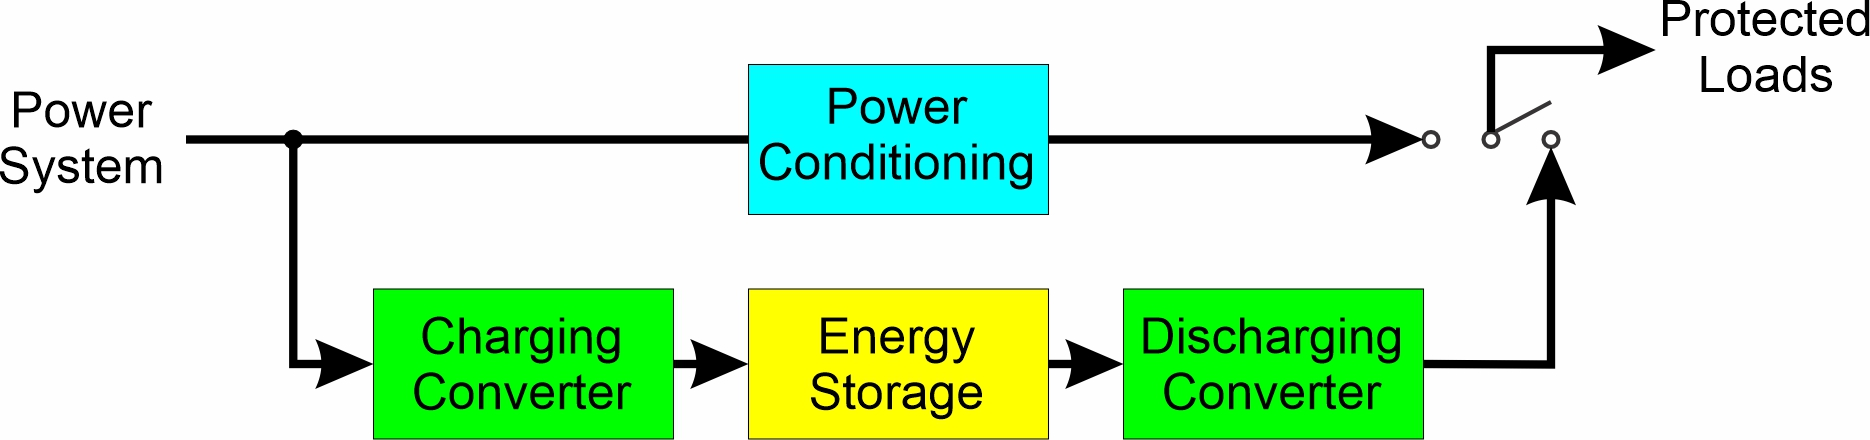 Power
System
Power
Conditioning
Protected
Loads
Charging
Converter
Energy
Storage
Discharging
Converter